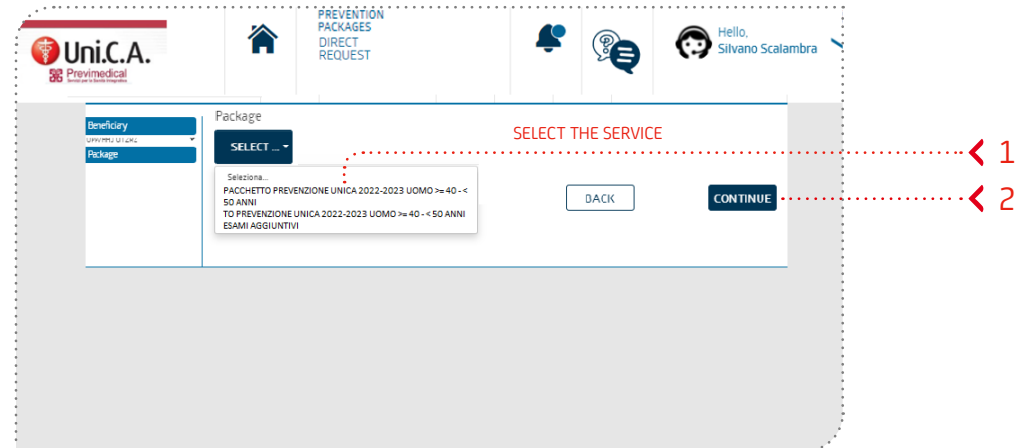 Uni.C.A.
Previmedical
PREVENTION
PACKAGES
DIRECT
REQUEST
Hello,
Silvano Scalambra
Beneficiary
Package
Package
SELECT ...
SELECT THE SERVICE
Seleziona...
PACCHETTO PREVENZIONE UNICA 2022-2023 UOMO >= 40 - <
50 ANNI
TO PREVENZIONE UNICA 2022-2023 UOMO >= 40 - < 50 ANNI
ESAMI AGGIUNTIVI
BACK
CONTINUE
1
2